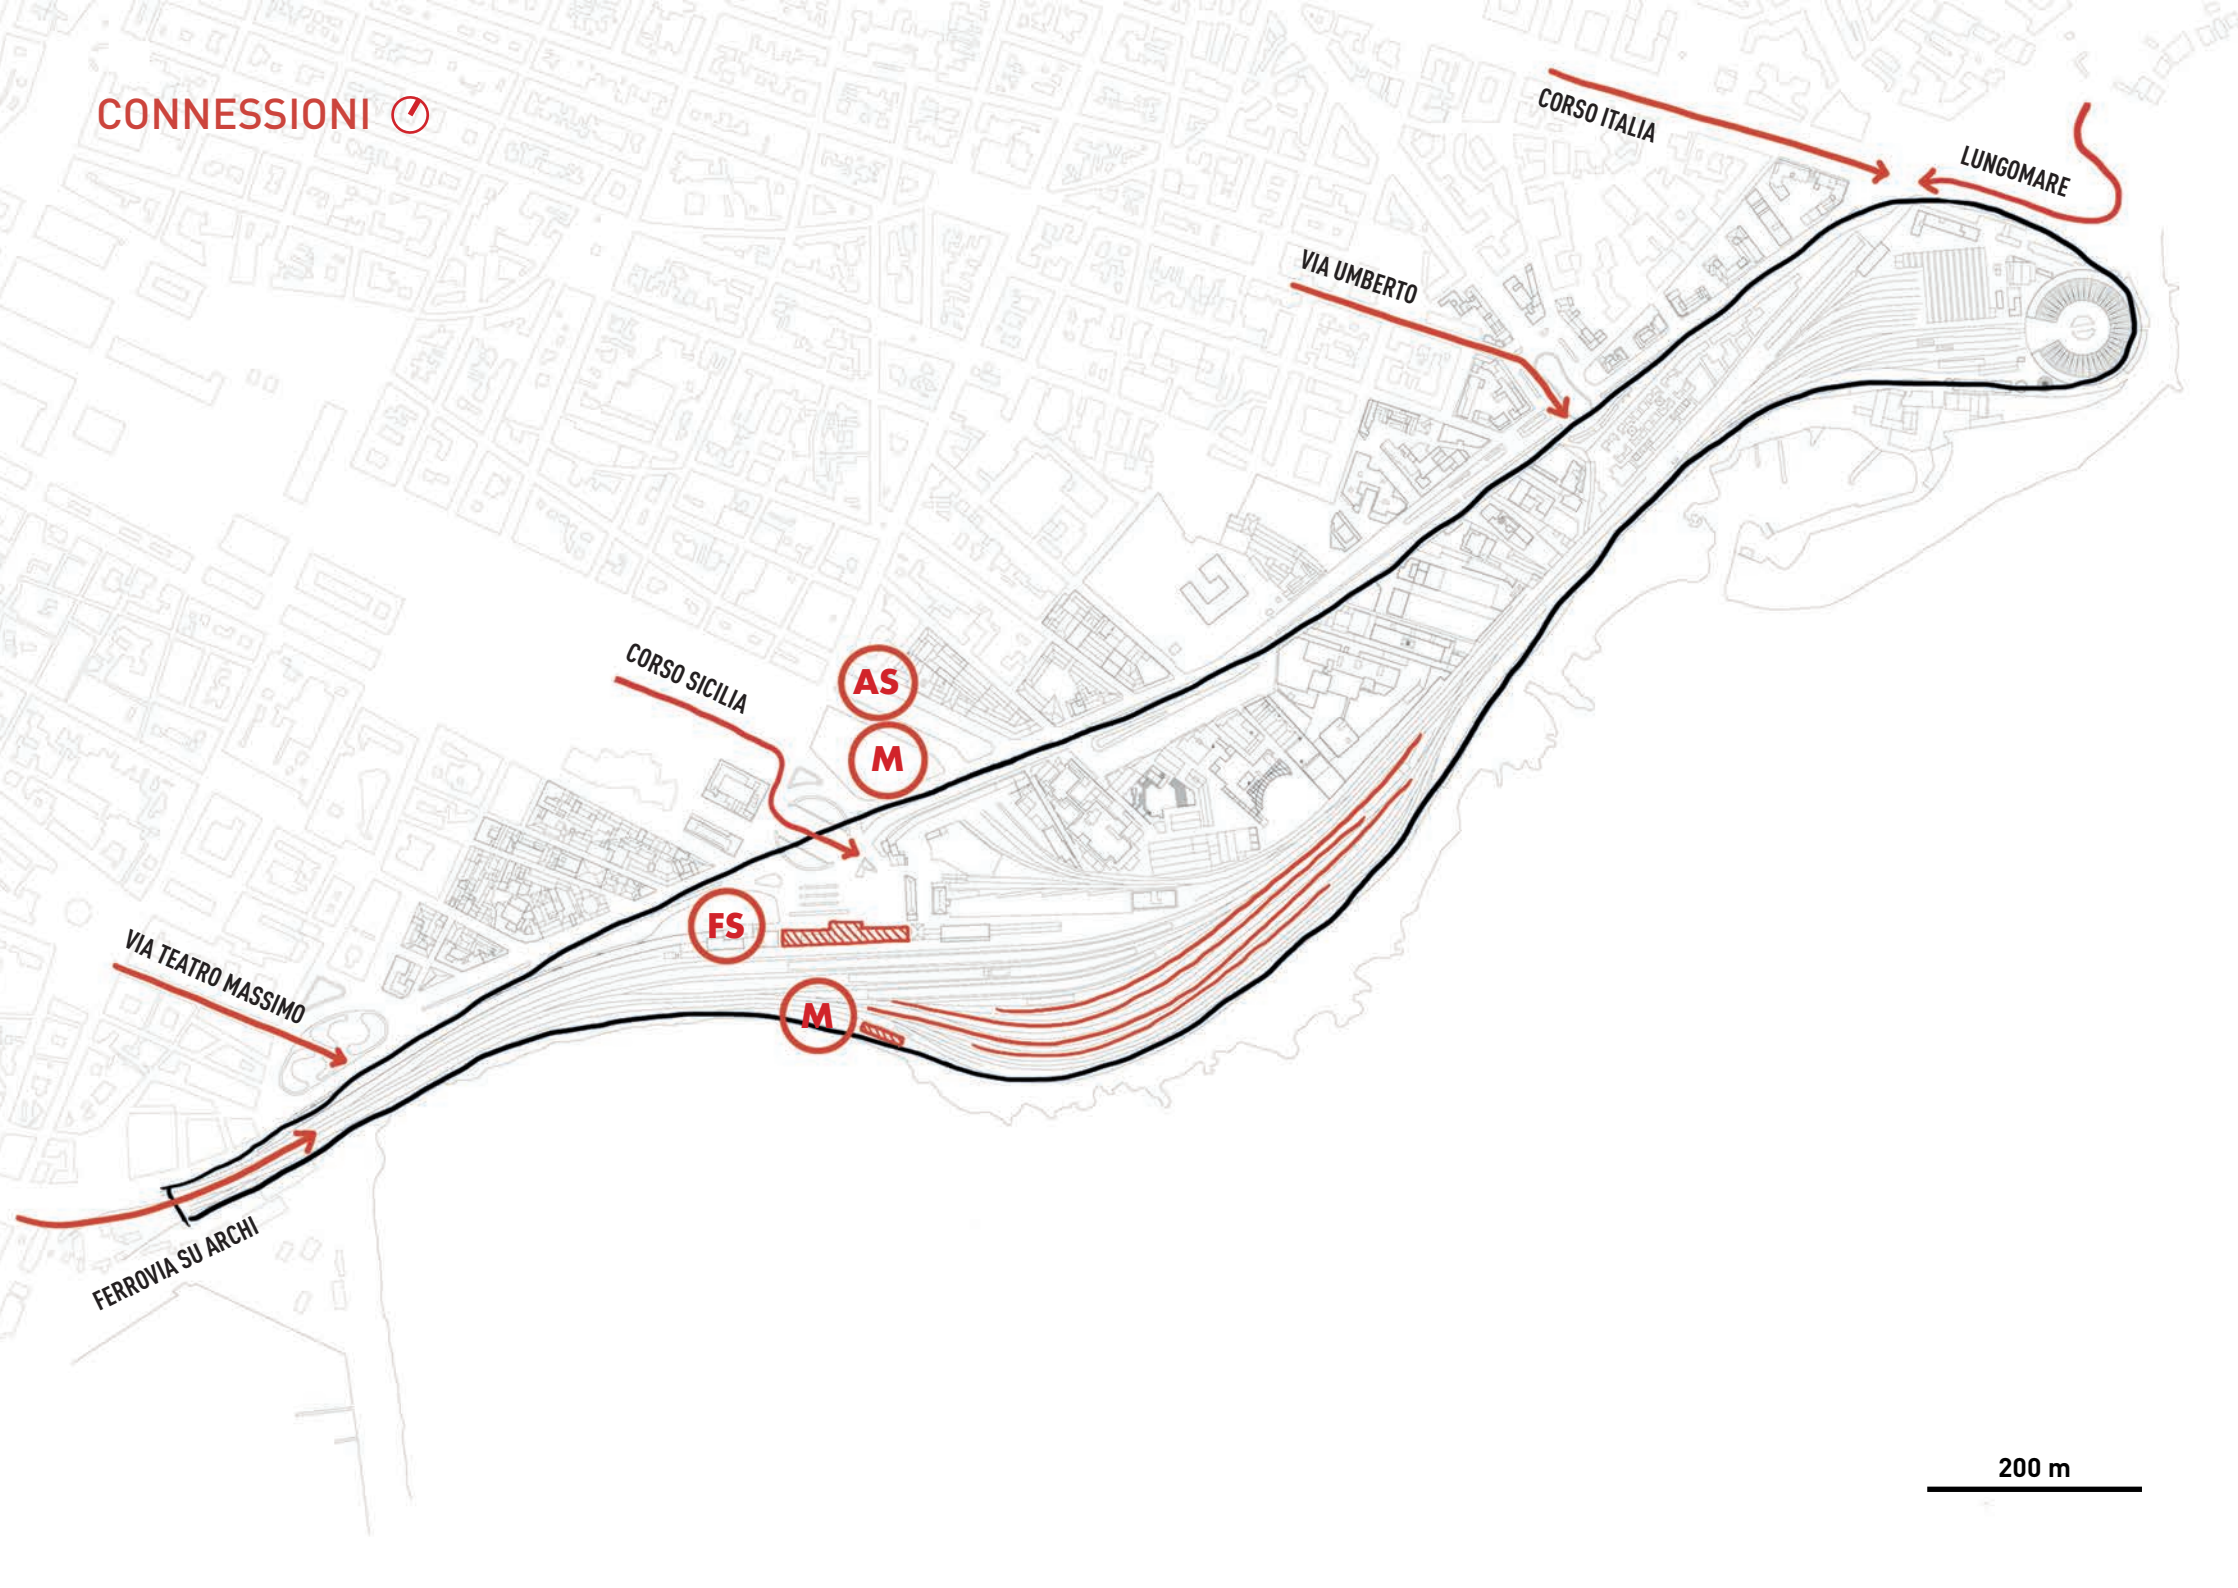 CONNESSIONI
CORSO ITALIA
LUNGOMARE
VIA UMBERTO
CORSO SICILIA
AS
M
FS
VIA TEATRO MASSIMO
M
FERROVIA SU ARCHI
200 m